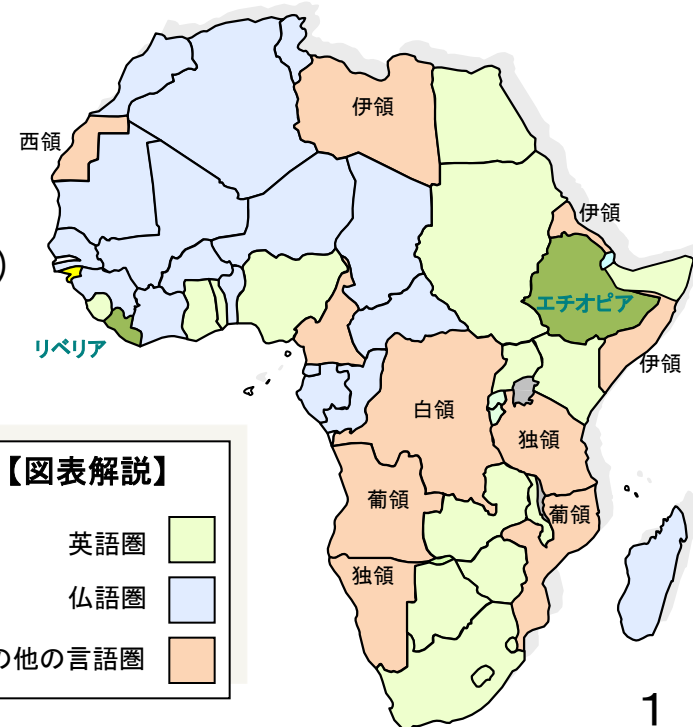 伊領
西領
)
伊領
エチオピア
リベリア
伊領
白領
独領
葡領
葡領
独領
【図表解説】
英語圏
仏語圏
の他の言語圏
1